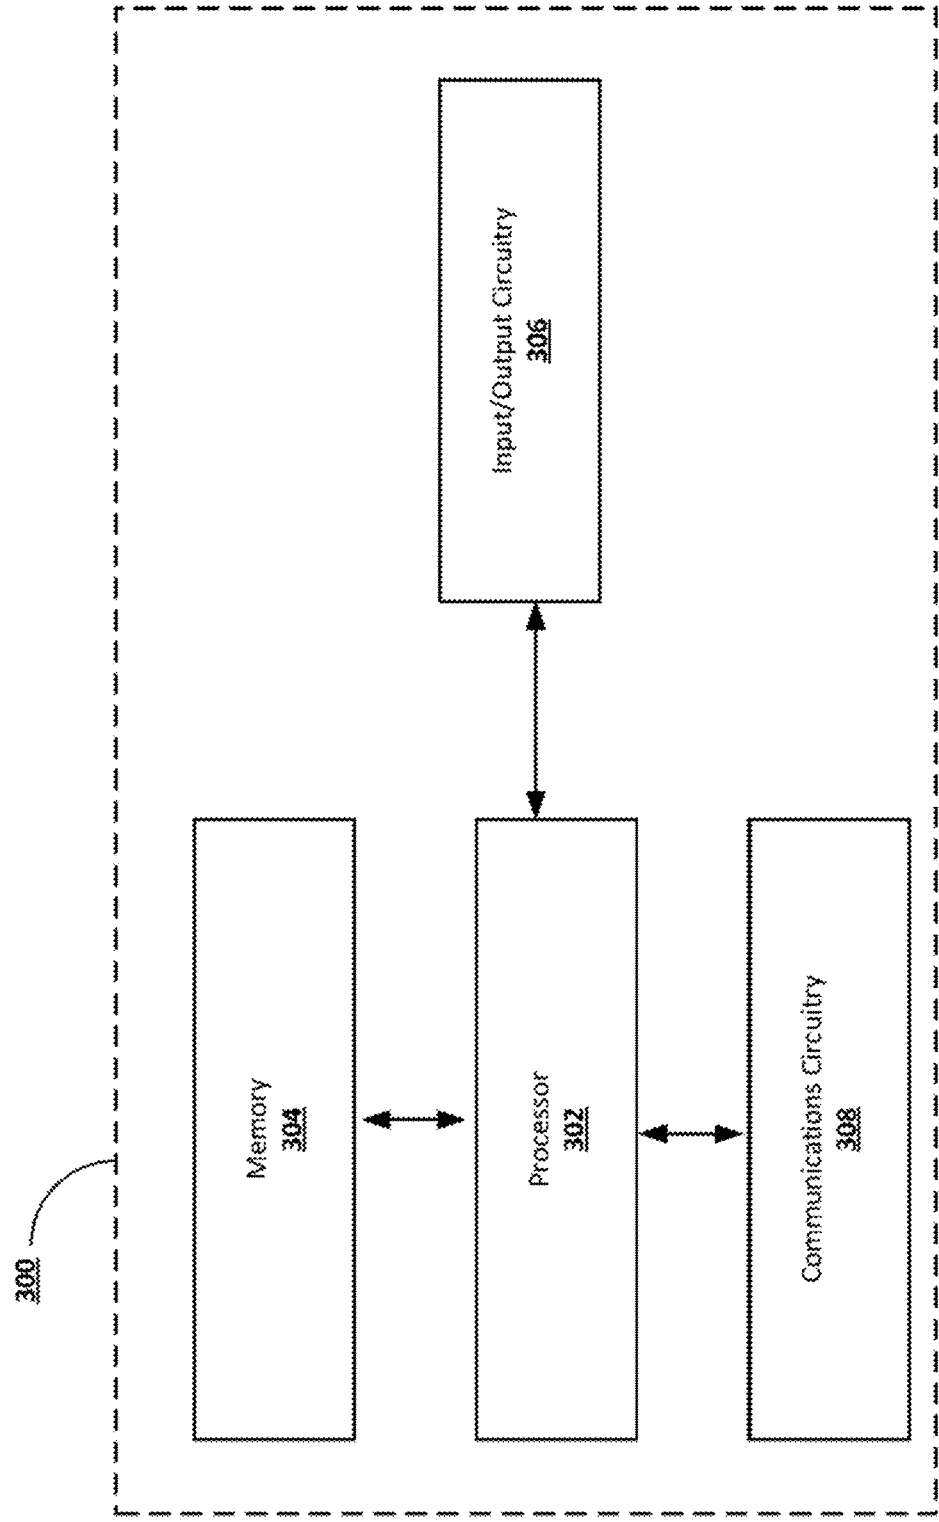 300
Memory
304
Processor
302
Input/Output Circuitry
306
Communications Circuitry
308